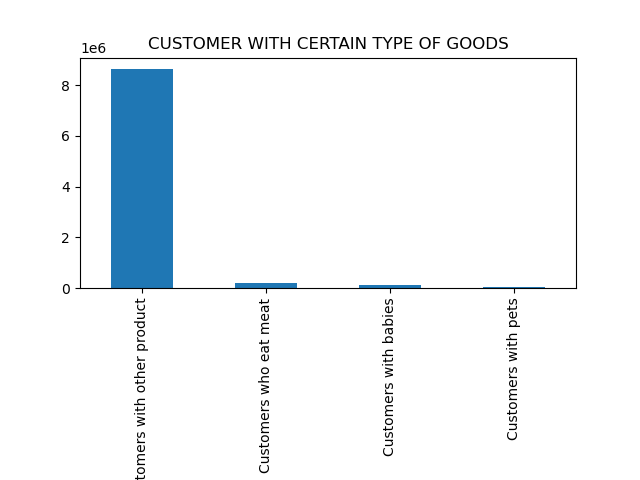 CUSTOMER WITH CERTAIN TYPE OF GOODS
1e6
8
6
4
2
0
tomers with other product
Customers who eat meat
Customers with babies
Customers with pets